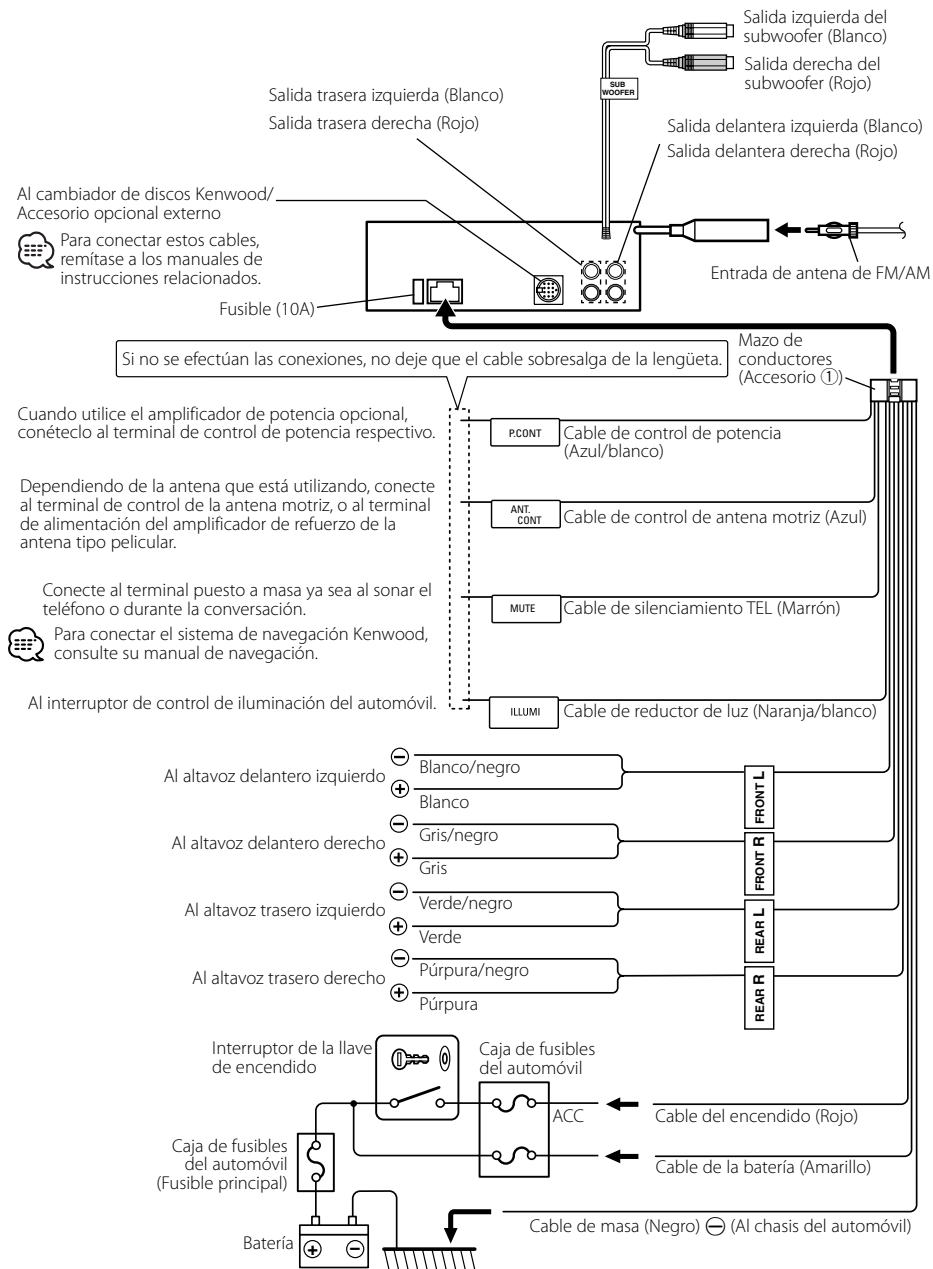 Salida izquierda del
subwoofer (Blanco)
Salida derecha del
subwoofer (Rojo)
SUB
WOOFER
Salida trasera izquierda (Blanco)
Salida trasera derecha (Rojo)
Salida delantera izquierda (Blanco)
Salida delantera derecha (Rojo)
Al cambiador de discos Kenwood/
Accesorio opcional externo
Para conectar estos cables,
remítase a los manuales de
instrucciones relacionados.
Entrada de antena de FM/AM
Fusible (10A)
Si no se efectúan las conexiones, no deje que el cable sobresalga de la lengüeta.
Mazo de
conductores
(Accesorio ①)
Cuando utilice el amplificador de potencia opcional,
conéteclo al terminal de control de potencia respectivo.
P.CONT
Cable de control de potencia
(Azul/blanco)
Dependiendo de la antena que está utilizando, conecte
al terminal de control de la antena motriz, o al terminal
de alimentación del amplificador de refuerzo de la
antena tipo pelicular.
ANT.
CONT
Cable de control de antena motriz (Azul)
Conecte al terminal puesto a masa ya sea al sonar el
teléfono o durante la conversación.
MUTE
Cable de silenciamiento TEL (Marrón)
Para conectar el sistema de navegación Kenwood,
consulte su manual de navegación.
Al interruptor de control de iluminación del automóvil.
ILLUMI
Cable de reductor de luz (Naranja/blanco)
Al altavoz delantero izquierdo
⊖ Blanco/negro
⊕ Blanco
FRONT L
Al altavoz delantero derecho
⊖ Gris/negro
⊕ Gris
FRONT R
Al altavoz trasero izquierdo
⊖ Verde/negro
⊕ Verde
REAR L
Al altavoz trasero derecho
⊖ Púrpura/negro
⊕ Púrpura
REAR R
Interruptor de la llave
de encendido
Caja de fusibles
del automóvil
ACC
Cable del encendido (Rojo)
Caja de fusibles
del automóvil
(Fusible principal)
Cable de la batería (Amarillo)
Cable de masa (Negro) ⊖ (Al chasis del automóvil)
Batería
⊕ ⊖